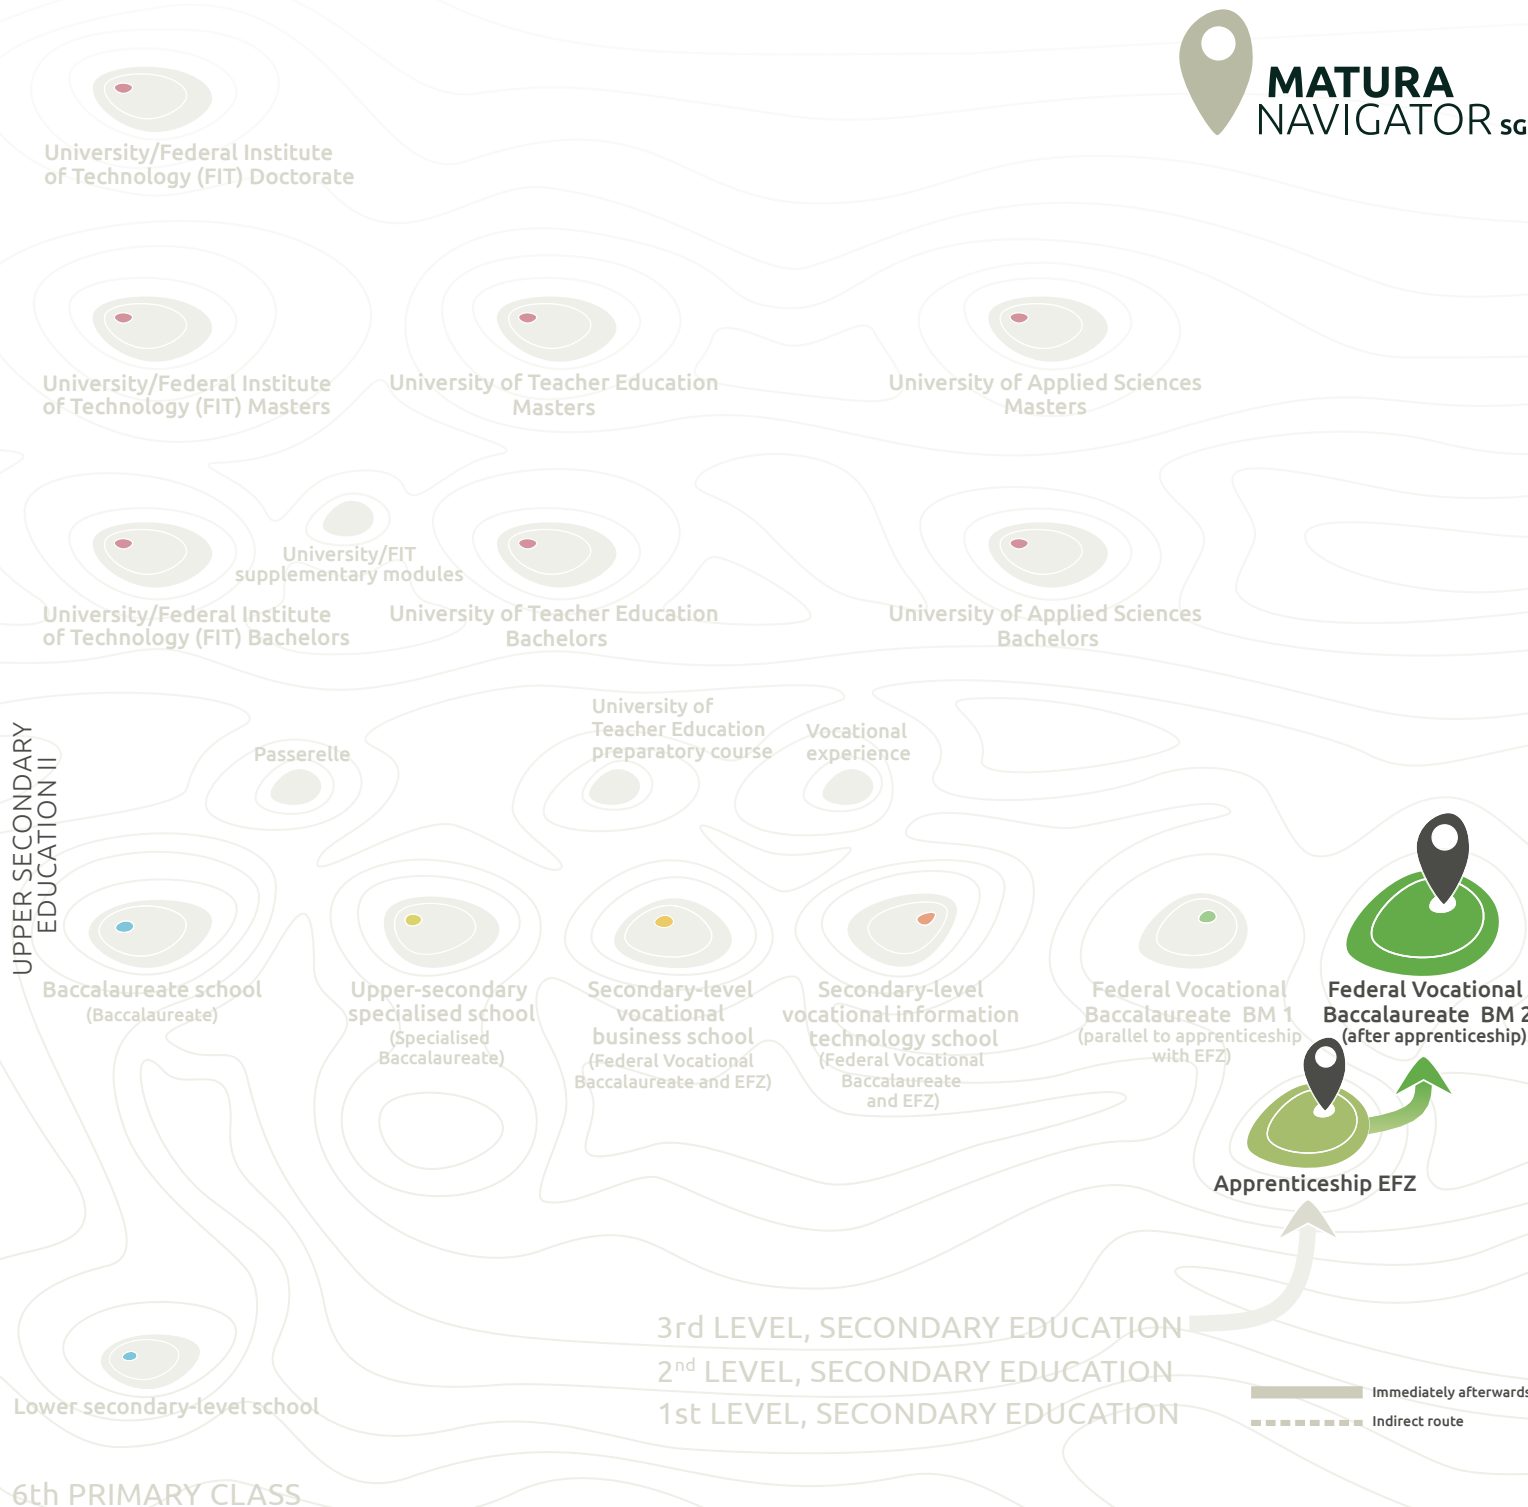 MATURA
NAVIGATOR SG
University/Federal Institute
of Technology (FIT) Doctorate
University/Federal Institute
of Technology (FIT) Masters
University of Teacher Education
Masters
University of Applied Sciences
Masters
University/FIT
supplementary modules
University/Federal Institute
of Technology (FIT) Bachelors
University of Teacher Education
Bachelors
University of Applied Sciences
Bachelors
UPPER SECONDARY
EDUCATION II
Passerelle
University of
Teacher Education
preparatory course
Vocational
experience
Baccalaureate school
(Baccalaureate)
Upper-secondary
specialised school
(Specialised
Baccalaureate)
Secondary-level
vocational
business school
(Federal Vocational
Baccalaureate and EFZ)
Secondary-level
vocational information
technology school
(Federal Vocational
Baccalaureate
and EFZ)
Federal Vocational
Baccalaureate BM 1
(parallel to apprenticeship
with EFZ)
Federal Vocational
Baccalaureate BM 2
(after apprenticeship)
Apprenticeship EFZ
3rd LEVEL, SECONDARY EDUCATION
2nd LEVEL, SECONDARY EDUCATION
1st LEVEL, SECONDARY EDUCATION
Immediately afterwards
Indirect route
Lower secondary-level school
6th PRIMARY CLASS